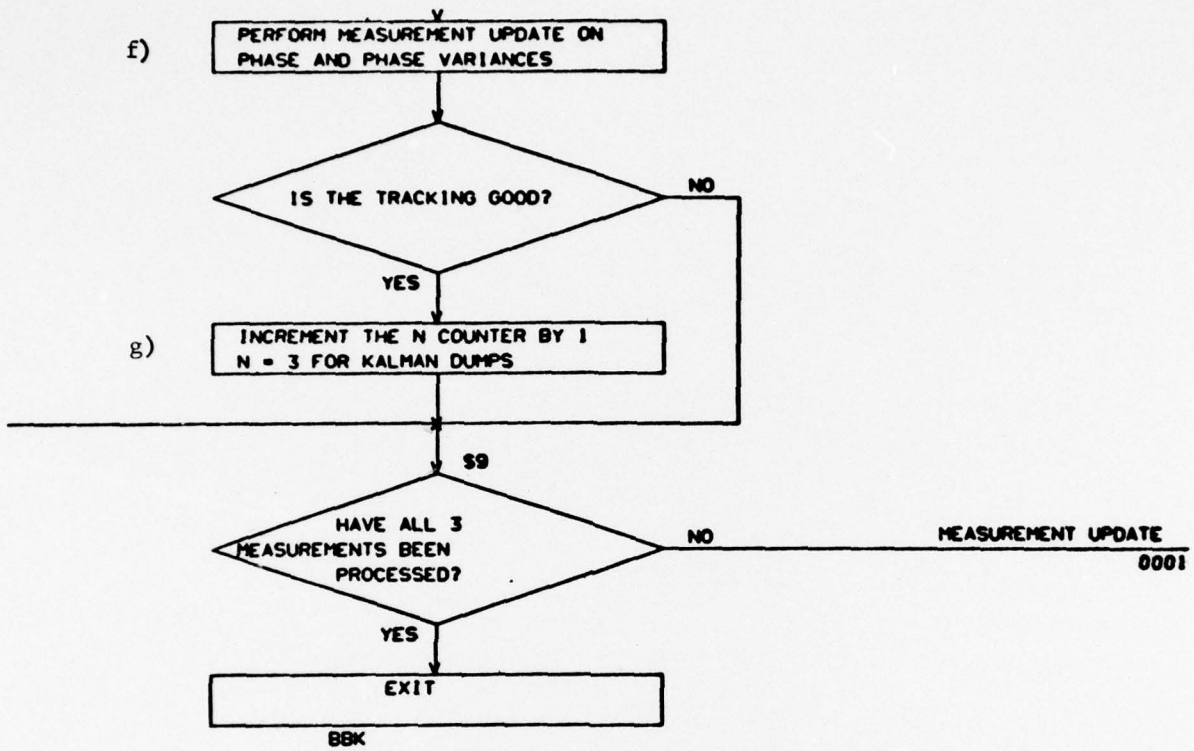 f)
PERFORM MEASUREMENT UPDATE ON
PHASE AND PHASE VARIANCES
IS THE TRACKING GOOD?
NO
YES
g)
INCREMENT THE N COUNTER BY 1
N = 3 FOR KALMAN DUMPS
$9
HAVE ALL 3
MEASUREMENTS BEEN
PROCESSED?
NO
MEASUREMENT UPDATE
0001
YES
EXIT
BBK